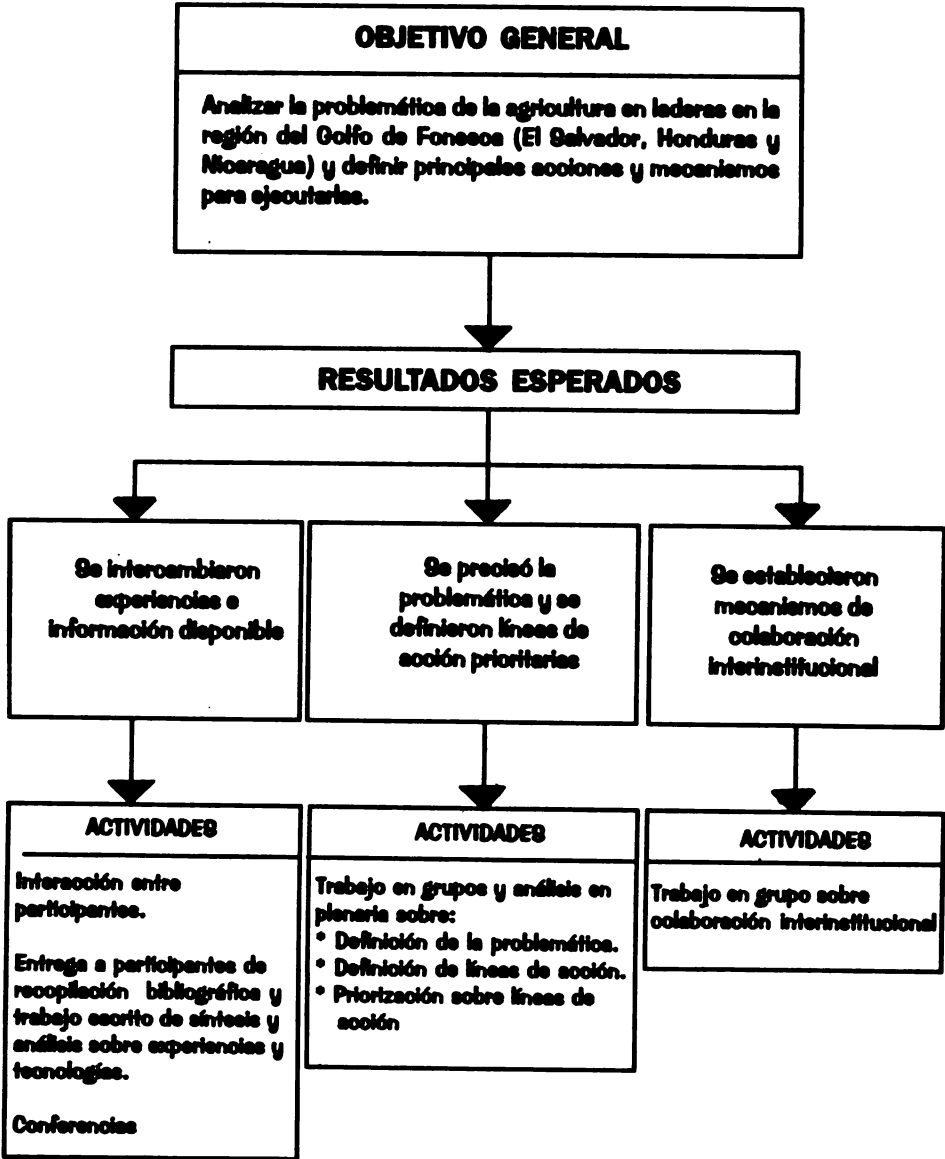 OBJETIVO GENERAL
Analizar la problemática de la agricultura en laderas en la
región del Golfo de Fonseca (El Salvador, Honduras y
Nicaragua) y definir principales acciones y mecanismos
para ejecutarlas.
RESULTADOS ESPERADOS
Se intercambiaron
experiencias e
información disponible
Se precisó la
problemática y se
definieron líneas de
acción prioritarias
Se establecieron
mecanismos de
colaboración
interinstitucional
ACTIVIDADES
Interacción entre
participantes.
Entrega a participantes de
recopilación bibliográfica y
trabajo escrito de síntesis y
análisis sobre experiencias y
tecnologías.
Conferencias
ACTIVIDADES
Trabajo en grupos y análisis en
plenaria sobre:
* Definición de la problemática.
* Definición de líneas de acción.
* Priorización sobre líneas de
acción
ACTIVIDADES
Trabajo en grupo sobre
colaboración interinstitucional